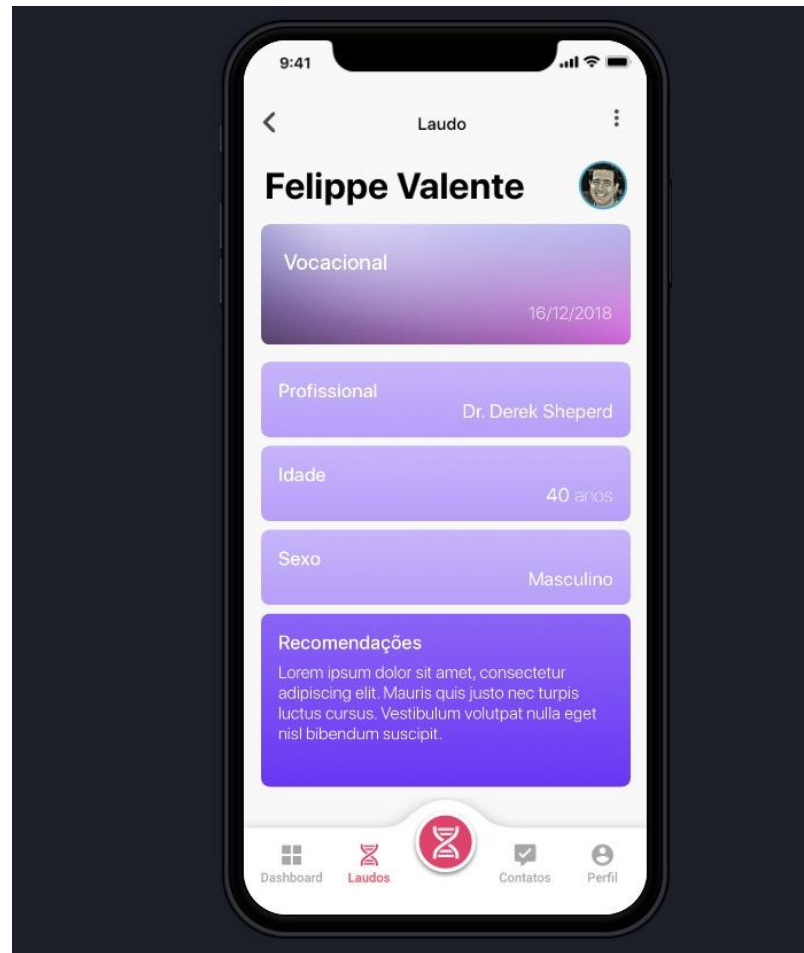 9:41
Laudo
Felippe Valente
Vocacional
16/12/2018
Profissional
Dr. Derek Sheperd
Idade
40 anos
Sexo
Masculino
Recomendações
Lorem ipsum dolor sit amet, consectetur
adipiscing elit. Mauris quis justo nec turpis
luctus cursus. Vestibulum volutpat nulla eget
nisl bibendum suscipit.
Dashboard
Laudos
Contatos
Perfil